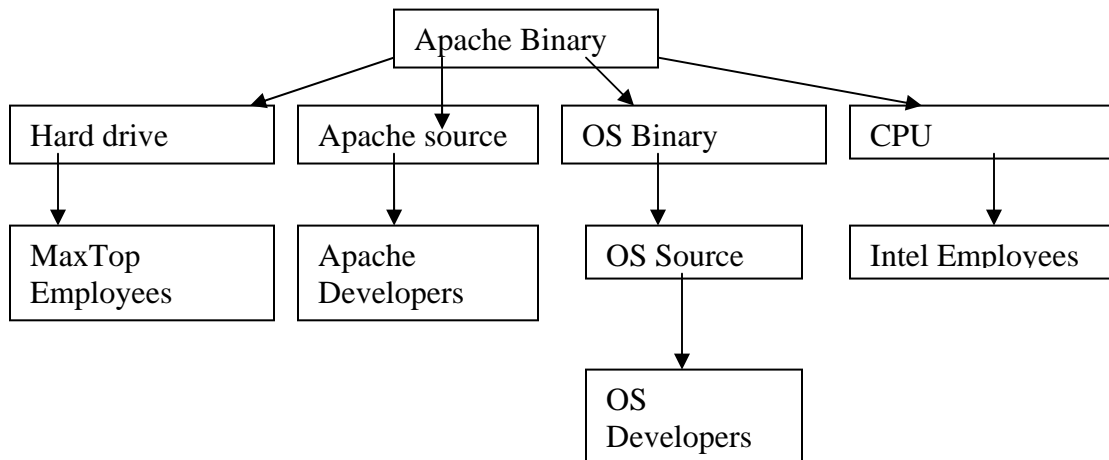 Apache Binary
Hard drive
Apache source
OS Binary
CPU
MaxTop
Employees
Apache
Developers
OS Source
Intel Employees
OS
Developers